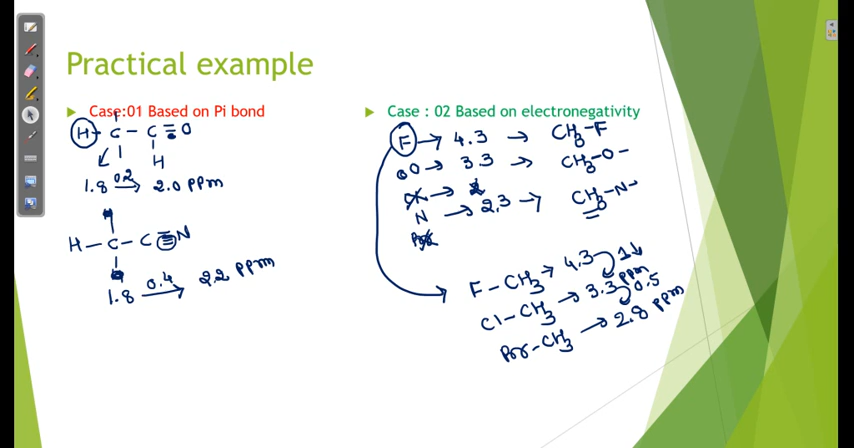 Practical example
Case:01 Based on Pi bond
H - C - C = O
H
1.8 0.2 → 2.0 ppm
H - C - C ≡ N
1.8 0.4 → 2.2 ppm
Case : 02 Based on electronegativity
F → 4.3 → CH3-F
O → 3.3 → CH3-O-
N → 2.3 → CH3-N-
F - CH3 → 4.3 1↓
ppm
Cl - CH3 → 3.3 0.5
Br - CH3 → 2.8 ppm